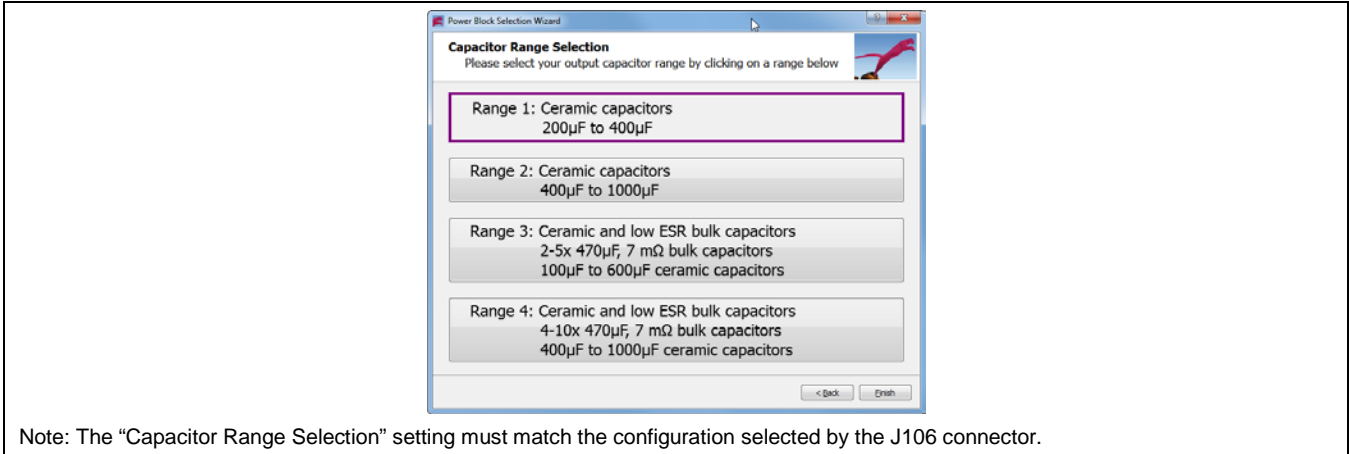 Power Block Selection Wizard
Capacitor Range Selection
Please select your output capacitor range by clicking on a range below
Range 1: Ceramic capacitors
200µF to 400µF
Range 2: Ceramic capacitors
400µF to 1000µF
Range 3: Ceramic and low ESR bulk capacitors
2-5x 470µF, 7 mΩ bulk capacitors
100µF to 600µF ceramic capacitors
Range 4: Ceramic and low ESR bulk capacitors
4-10x 470µF, 7 mΩ bulk capacitors
400µF to 1000µF ceramic capacitors
< Back Finish
Note: The “Capacitor Range Selection” setting must match the configuration selected by the J106 connector.